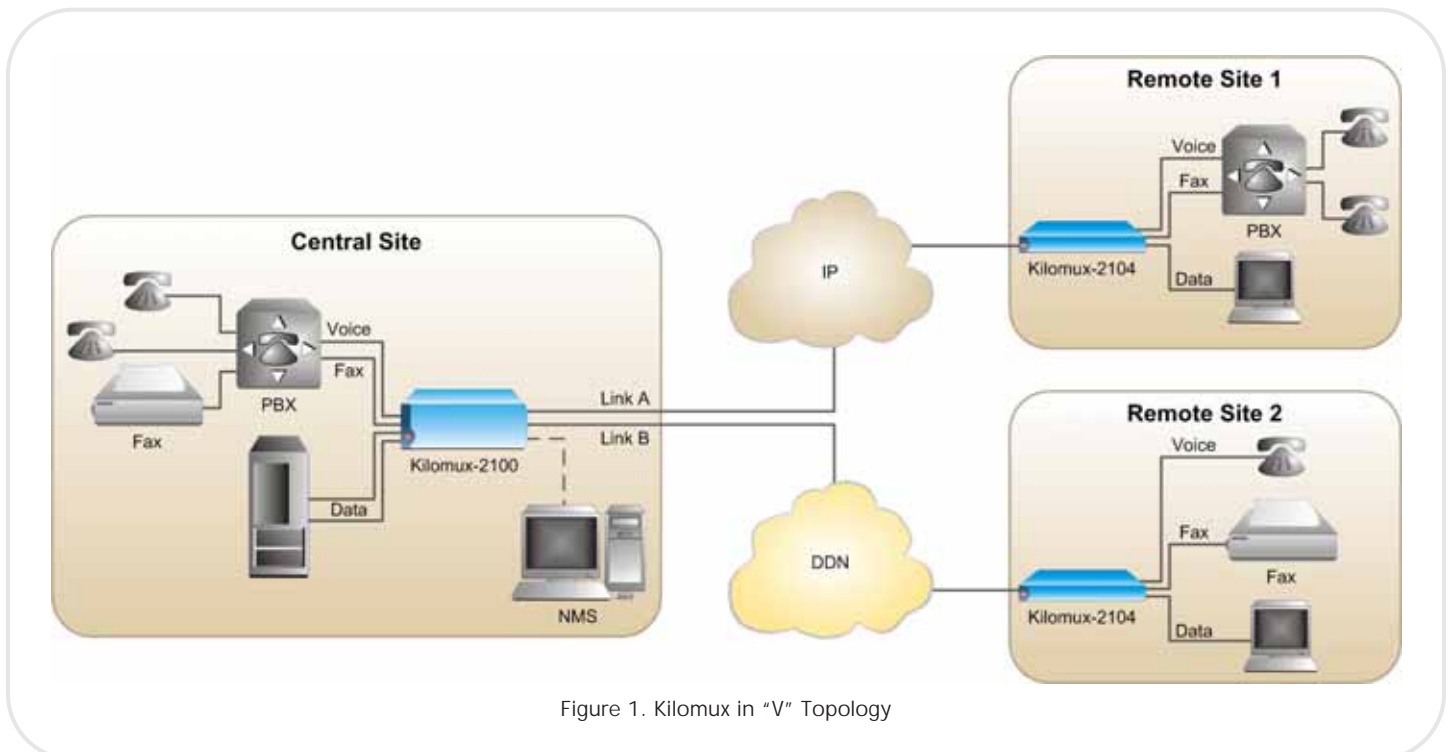 Central Site
Voice
Fax
PBX
Fax
Data
Kilomux-2100
NMS
Link A
Link B
IP
DDN
Remote Site 1
Voice
Fax
PBX
Kilomux-2104
Data
Remote Site 2
Voice
Fax
Fax
Kilomux-2104
Data
Figure 1. Kilomux in “V” Topology